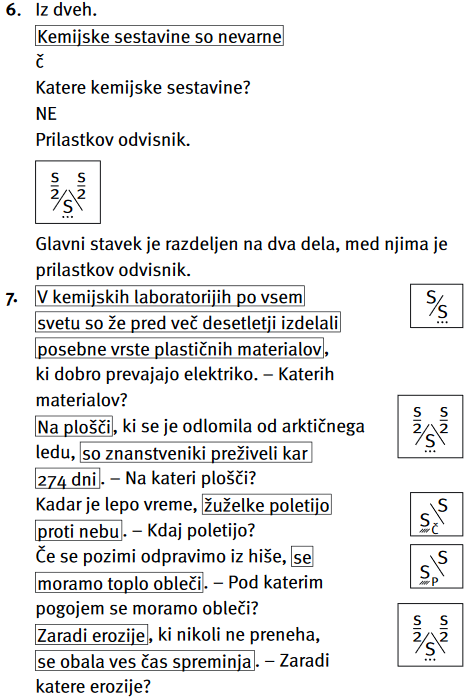 6. Iz dveh.
Kemijske sestavine so nevarne
č
Katere kemijske sestavine?
NE
Prilastkov odvisnik.
S S
2 2
S
...
Glavni stavek je razdeljen na dva dela, med njima je
prilastkov odvisnik.
7. V kemijskih laboratorijih po vsem
svetu so že pred več desetletji izdelali
posebne vrste plastičnih materialov,
ki dobro prevajajo elektriko. – Katerih
materialov?
S
S
...
Na plošči, ki se je odlomila od arktičnega
ledu, so znanstveniki preživeli kar
274 dni. – Na kateri plošči?
S S
2 2
S
...
Kadar je lepo vreme, žuželke poletijo
proti nebu. – Kdaj poletijo?
S
S
Č
Če se pozimi odpravimo iz hiše, se
moramo toplo obleči. – Pod katerim
pogojem se moramo obleči?
S
S
P
Zaradi erozije, ki nikoli ne preneha,
se obala ves čas spreminja. – Zaradi
katere erozije?
S S
2 2
S
...